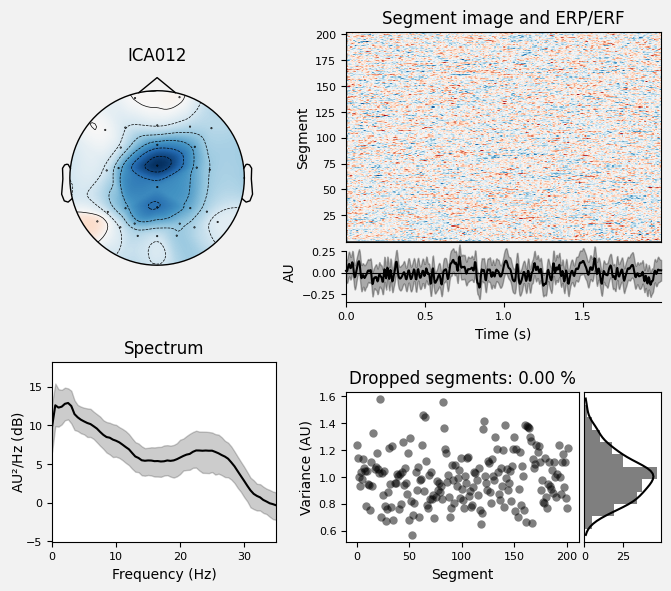 ICA012
Segment image and ERP/ERF
Segment
200
175
150
125
100
75
50
25
AU
0.25
0.00
−0.25
0.0 0.5 1.0 1.5
Time (s)
Spectrum
AU²/Hz (dB)
15
10
5
0
−5
0 10 20 30
Frequency (Hz)
Dropped segments: 0.00 %
Variance (AU)
1.6
1.4
1.2
1.0
0.8
0.6
0 50 100 150 200
Segment
0 25